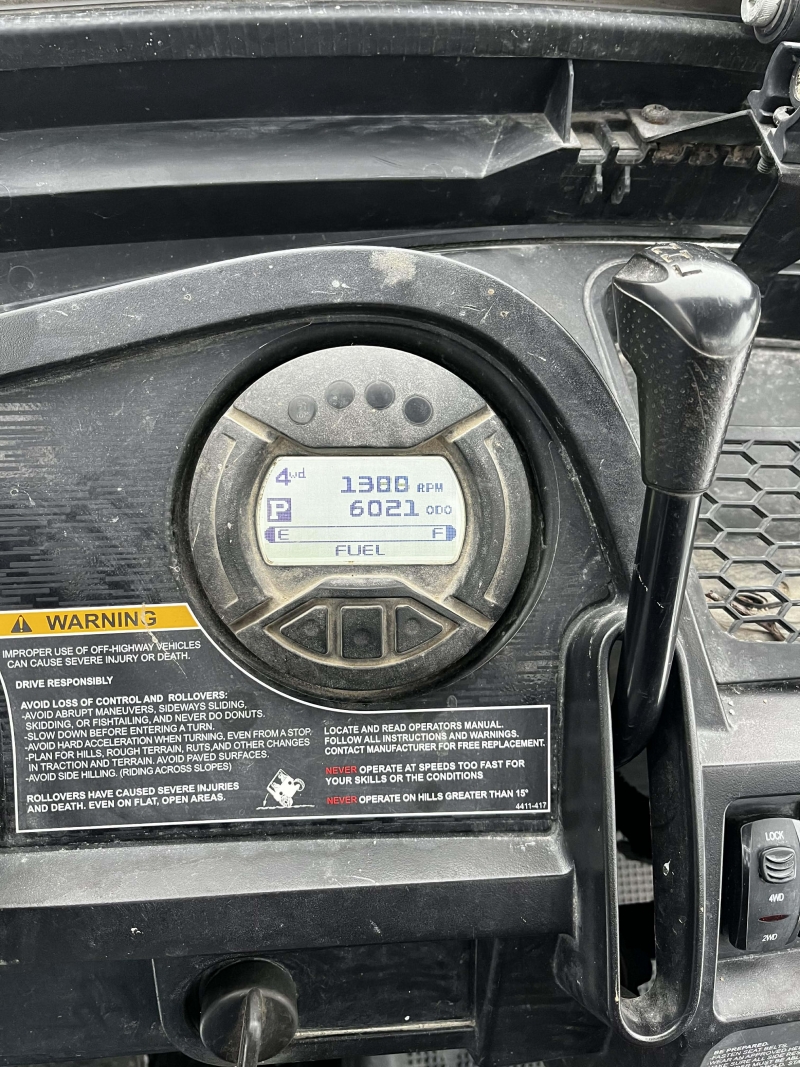 4wd
1388 RPM
P
6021 ODO
E F
FUEL
WARNING
IMPROPER USE OF OFF-HIGHWAY VEHICLES
CAN CAUSE SEVERE INJURY OR DEATH.
DRIVE RESPONSIBLY
AVOID LOSS OF CONTROL AND ROLLOVERS:
-AVOID ABRUPT MANEUVERS, SIDEWAYS SLIDING,
SKIDDING, OR FISHTAILING, AND NEVER DO DONUTS.
-SLOW DOWN BEFORE ENTERING A TURN.
-AVOID HARD ACCELERATION WHEN TURNING, EVEN FROM A STOP.
-PLAN FOR HILLS, ROUGH TERRAIN, RUTS,AND OTHER CHANGES
IN TRACTION AND TERRAIN. AVOID PAVED SURFACES.
-AVOID SIDE HILLING. (RIDING ACROSS SLOPES)
ROLLOVERS HAVE CAUSED SEVERE INJURIES
AND DEATH. EVEN ON FLAT, OPEN AREAS.
LOCATE AND READ OPERATORS MANUAL.
FOLLOW ALL INSTRUCTIONS AND WARNINGS.
CONTACT MANUFACTURER FOR FREE REPLACEMENT.
NEVER OPERATE AT SPEEDS TOO FAST FOR
YOUR SKILLS OR THE CONDITIONS
NEVER OPERATE ON HILLS GREATER THAN 15°
4411-417
LOCK
4WD
2WD
BE PREPARED.
FASTEN SEAT BELTS.